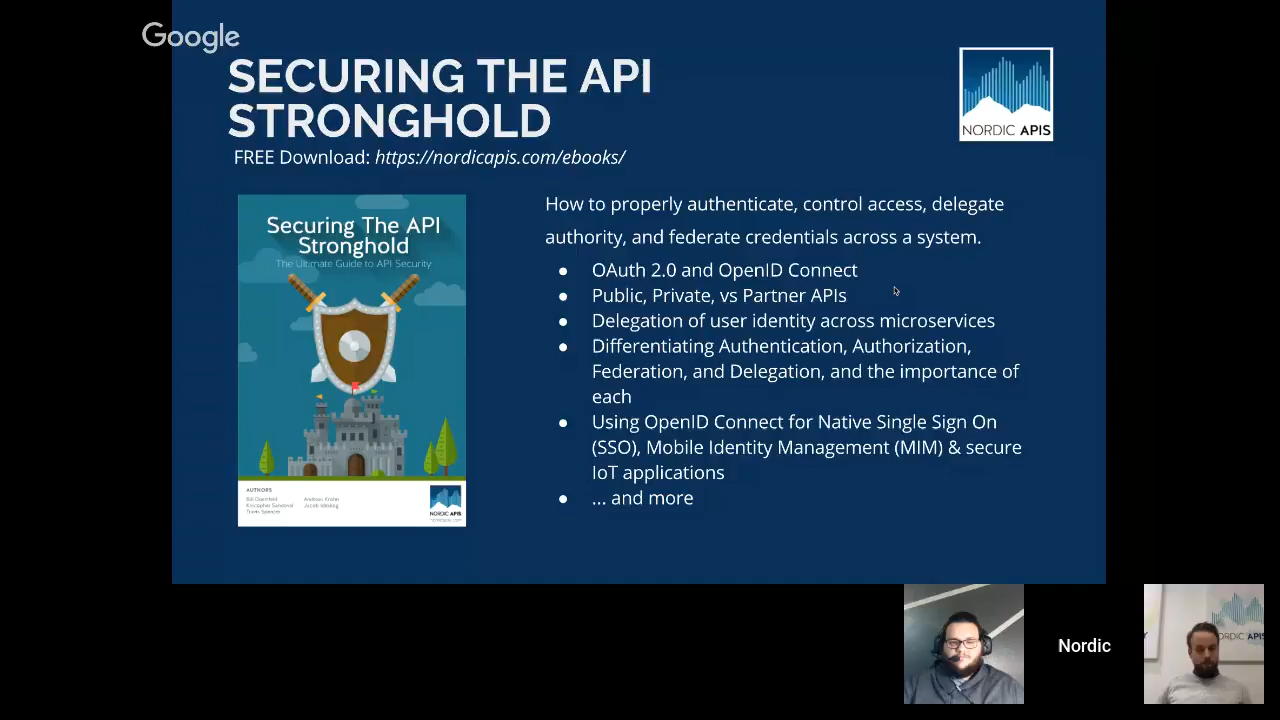 Google
SECURING THE API
STRONGHOLD
FREE Download: https://nordicapis.com/ebooks/
NORDIC APIS
Securing The API
Stronghold
The Ultimate Guide to API Security
AUTHORS
Travis Spencer
NORDIC APIS
How to properly authenticate, control access, delegate
authority, and federate credentials across a system.
● OAuth 2.0 and OpenID Connect
● Public, Private, vs Partner APIs
● Delegation of user identity across microservices
● Differentiating Authentication, Authorization,
Federation, and Delegation, and the importance of
each
● Using OpenID Connect for Native Single Sign On
(SSO), Mobile Identity Management (MIM) & secure
IoT applications
● ... and more
Nordic